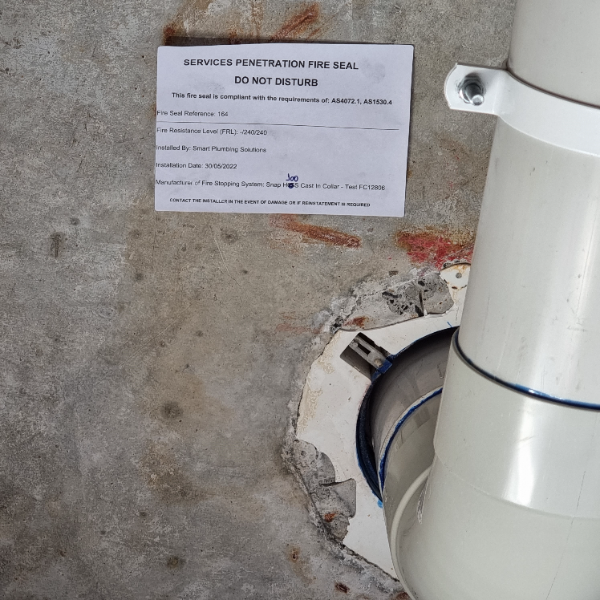 SERVICES PENETRATION FIRE SEAL
DO NOT DISTURB
This fire seal is compliant with the requirements of: AS4072.1, AS1530.4
Fire Seal Reference: 164
Fire Resistance Level (FRL): -/240/240
Installed By: Smart Plumbing Solutions
Installation Date: 30/05/2022
300
Manufacturer of Fire Stopping System: Snap H S Cast In Collar - Test FC12806
CONTACT THE INSTALLER IN THE EVENT OF DAMAGE OR IF REINSTATEMENT IS REQUIRED